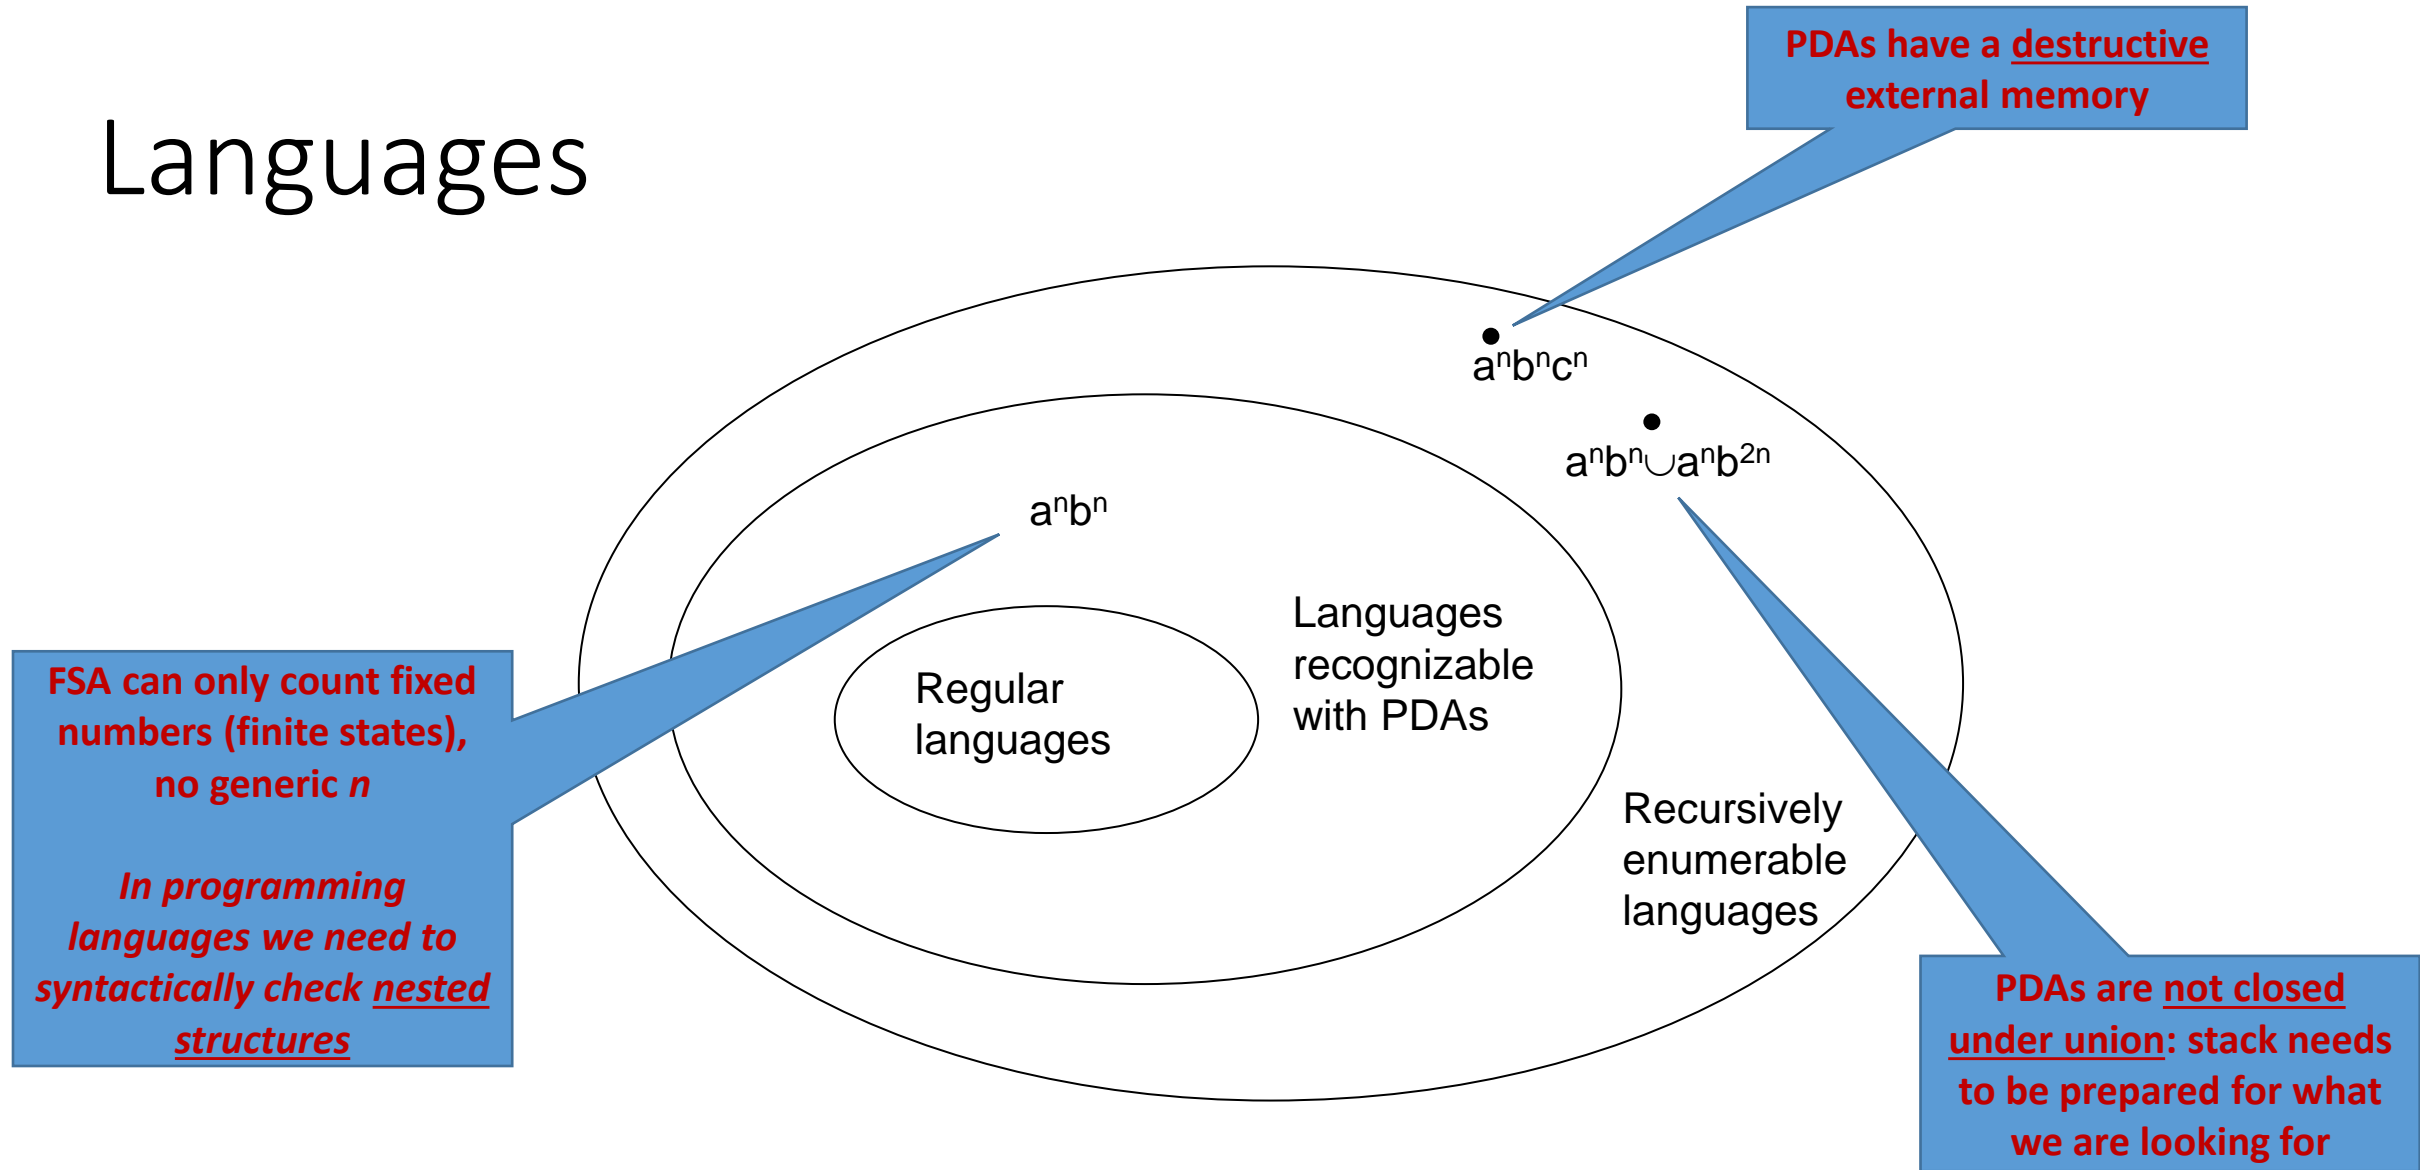 Languages
PDAs have a destructive
external memory
aⁿbⁿcⁿ
aⁿbⁿ∪aⁿb²ⁿ
aⁿbⁿ
Languages
recognizable
with PDAs
Regular
languages
Recursively
enumerable
languages
FSA can only count fixed
numbers (finite states),
no generic n
In programming
languages we need to
syntactically check nested
structures
PDAs are not closed
under union: stack needs
to be prepared for what
we are looking for